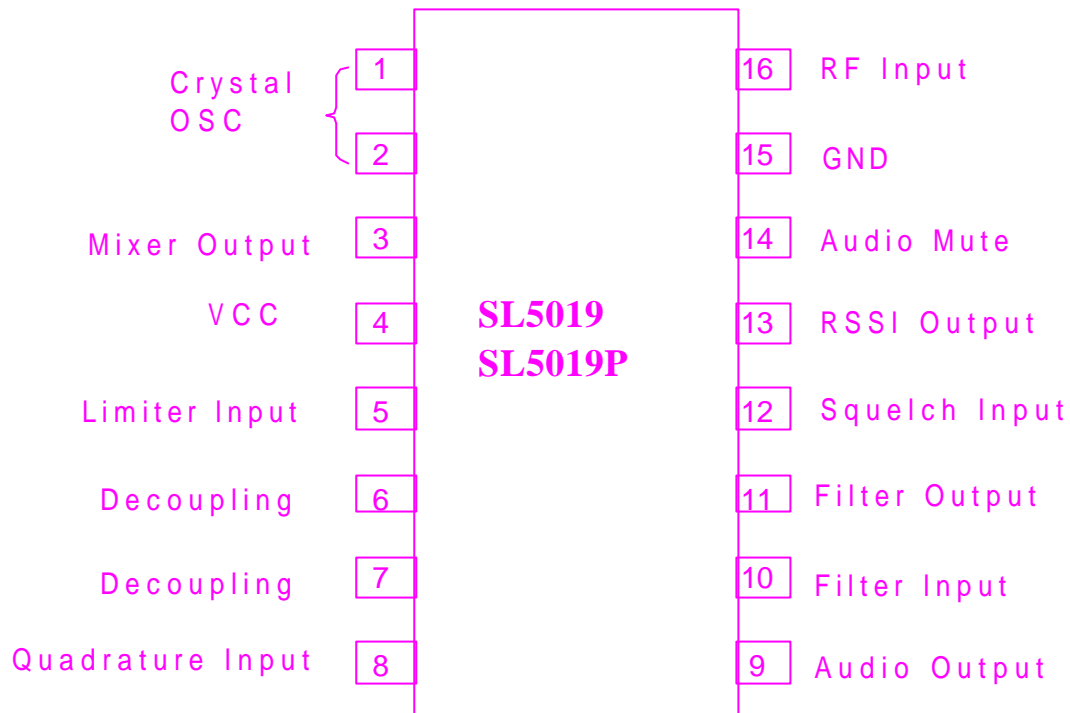 Crystal
OSC
1
2
Mixer Output 3
VCC 4
Limiter Input 5
Decoupling 6
Decoupling 7
Quadrature Input 8
SL5019
SL5019P
16 RF Input
15 GND
14 Audio Mute
13 RSSI Output
12 Squelch Input
11 Filter Output
10 Filter Input
9 Audio Output